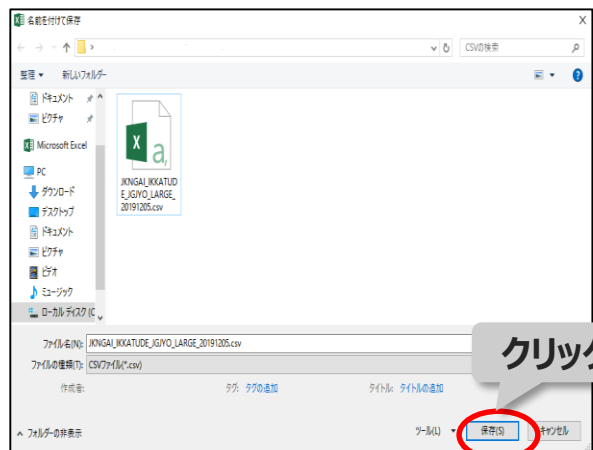 名前を付けて保存
CSVの検索
整理 新しいフォルダー
ドキュメント
ピクチャ
Microsoft Excel
PC
ダウンロード
デスクトップ
ドキュメント
ピクチャ
ビデオ
ミュージック
ローカル ディスク (C
JKNGAI_IKKATUD
E_JGJYO_LARGE_
20191205.csv
ファイル名(N): JKNGAI_IKKATUDE_JGJYO_LARGE_20191205.csv
ファイルの種類(T): CSVファイル(*.csv)
作成者: タグ: タグの追加 タイトル: タイトルの追加
クリック
フォルダーの非表示 ツール(L) 保存(S) キャンセル